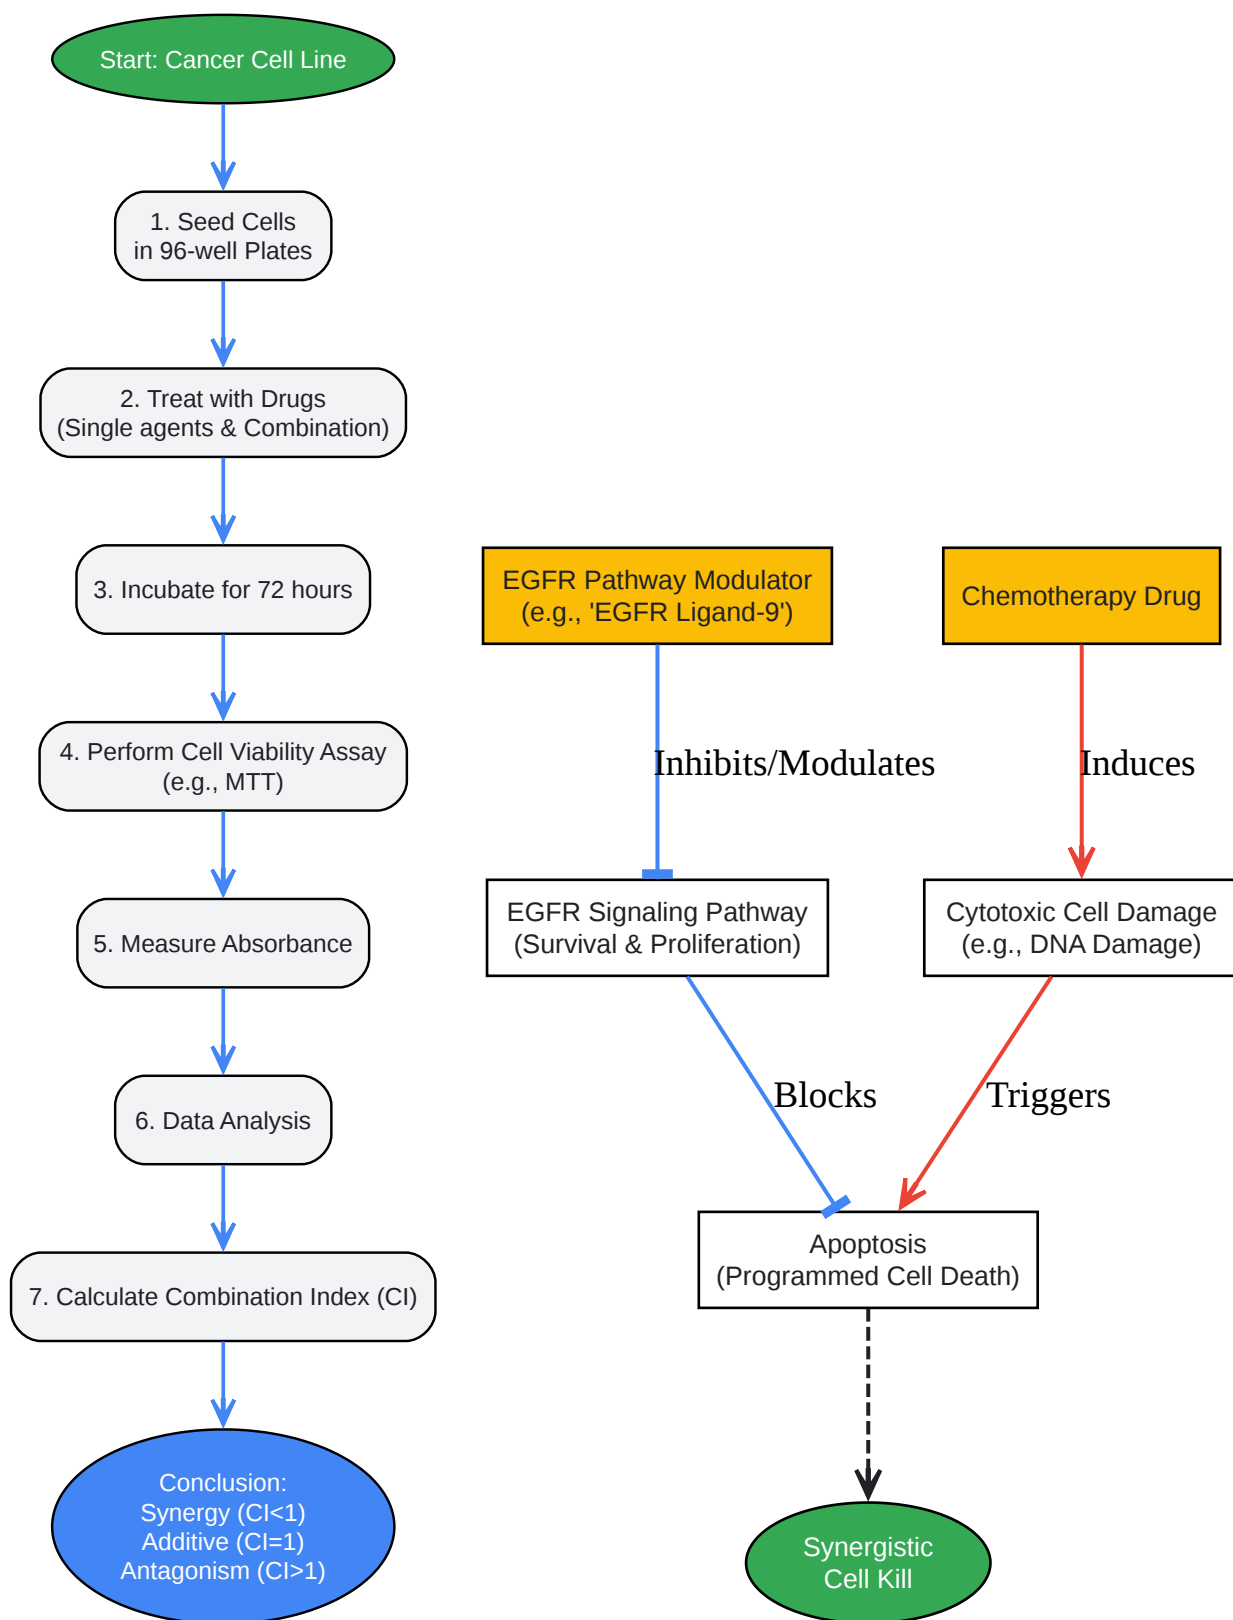 Start: Cancer Cell Line
1. Seed Cells
in 96-well Plates
2. Treat with Drugs
(Single agents & Combination)
3. Incubate for 72 hours
4. Perform Cell Viability Assay
(e.g., MTT)
5. Measure Absorbance
6. Data Analysis
7. Calculate Combination Index (CI)
Conclusion:
Synergy (CI<1)
Additive (CI=1)
Antagonism (CI>1)
EGFR Pathway Modulator
(e.g., 'EGFR Ligand-9')
Chemotherapy Drug
Inhibits/Modulates
Induces
EGFR Signaling Pathway
(Survival & Proliferation)
Cytotoxic Cell Damage
(e.g., DNA Damage)
Blocks
Triggers
Apoptosis
(Programmed Cell Death)
Synergistic
Cell Kill